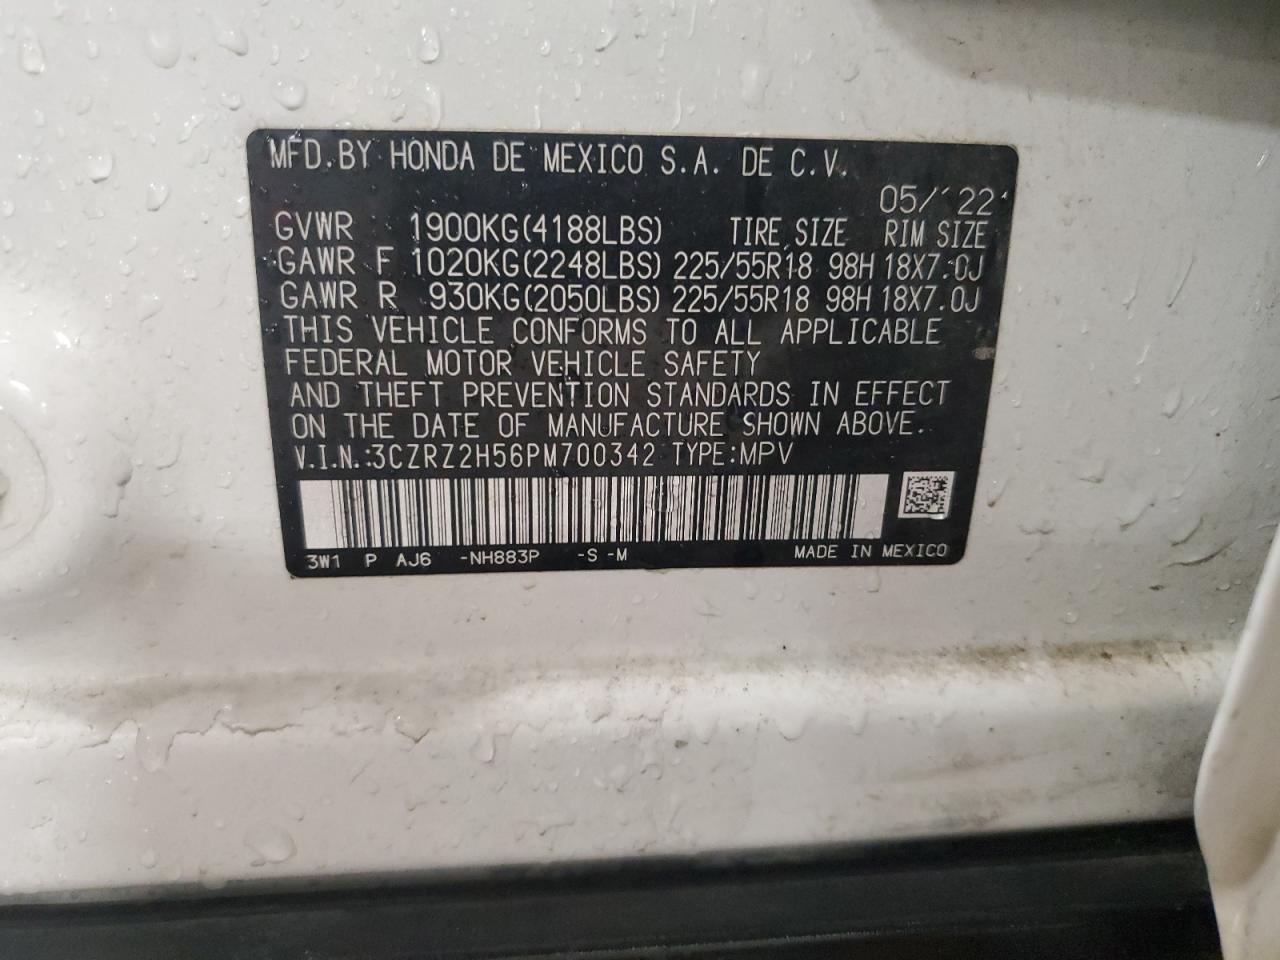 MFD.BY HONDA DE MEXICO S.A. DE C.V.
05/ 22
GVWR 1900KG(4188LBS) TIRE SIZE RIM SIZE
GAWR F 1020KG(2248LBS) 225/55R18 98H 18X7.0J
GAWR R 930KG(2050LBS) 225/55R18 98H 18X7.0J
THIS VEHICLE CONFORMS TO ALL APPLICABLE
FEDERAL MOTOR VEHICLE SAFETY
AND THEFT PREVENTION STANDARDS IN EFFECT
ON THE DATE OF MANUFACTURE SHOWN ABOVE.
V.I.N.:3CZRZ2H56PM700342 TYPE:MPV
3W1 P AJ6 -NH883P -S -M MADE IN MEXICO